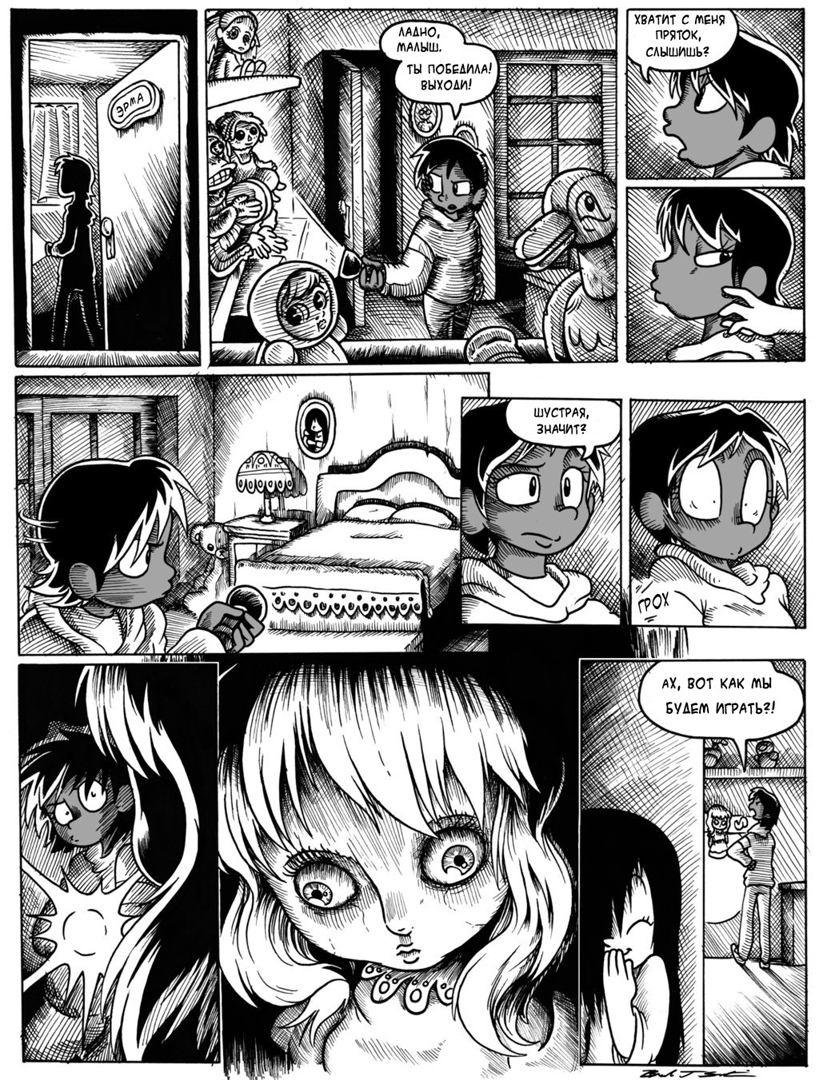 ЭРМА
ЛАДНО,
МАЛЫШ.
ТЫ ПОБЕДИЛА!
ВЫХОДИ!
ХВАТИТ С МЕНЯ
ПРЯТОК,
СЛЫШИШЬ?
ШУСТРАЯ,
ЗНАЧИТ?
ГРОХ
АХ, ВОТ КАК МЫ
БУДЕМ ИГРАТЬ?!